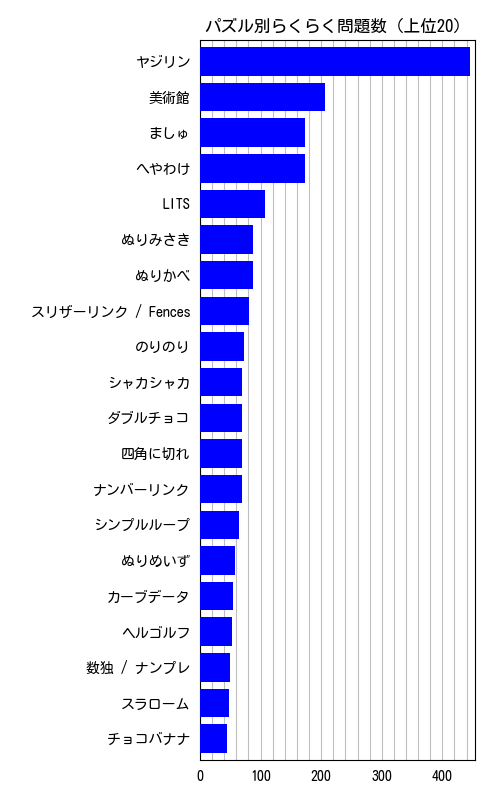 パズル別らくらく問題数 (上位20)
ヤジリン
美術館
ましゅ
へやわけ
LITS
ぬりみさき
ぬりかべ
スリザーリンク / Fences
のりのり
シャカシャカ
ダブルチョコ
四角に切れ
ナンバーリンク
シンプルループ
ぬりめいず
カーブデータ
ヘルゴルフ
数独 / ナンプレ
スラローム
チョコバナナ
0 100 200 300 400